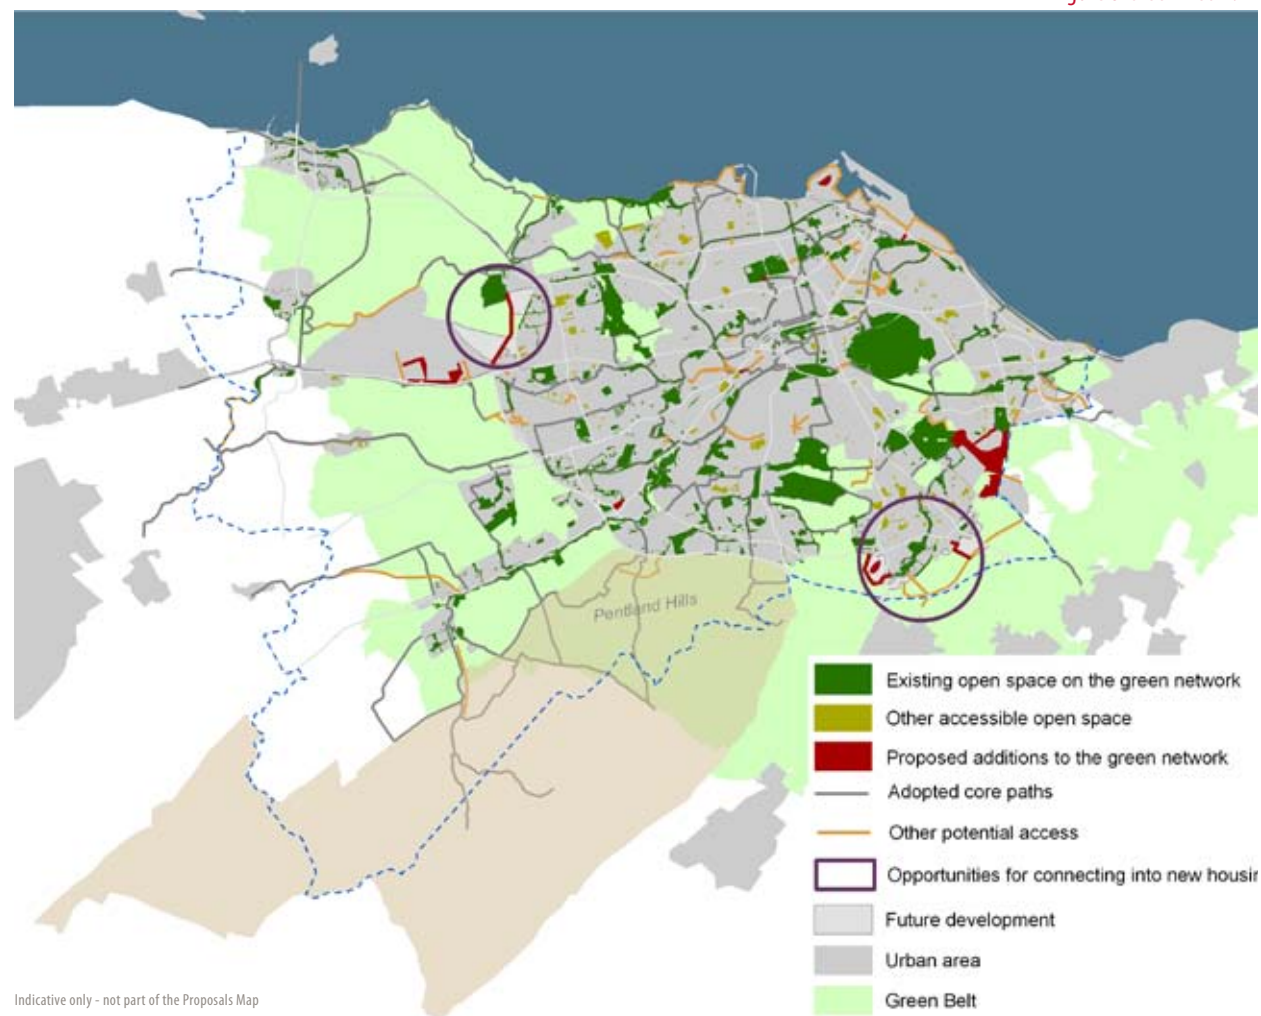 Pentland Hills
Existing open space on the green network
Other accessible open space
Proposed additions to the green network
Adopted core paths
Other potential access
Opportunities for connecting into new housin
Future development
Urban area
Green Belt
Indicative only - not part of the Proposals Map